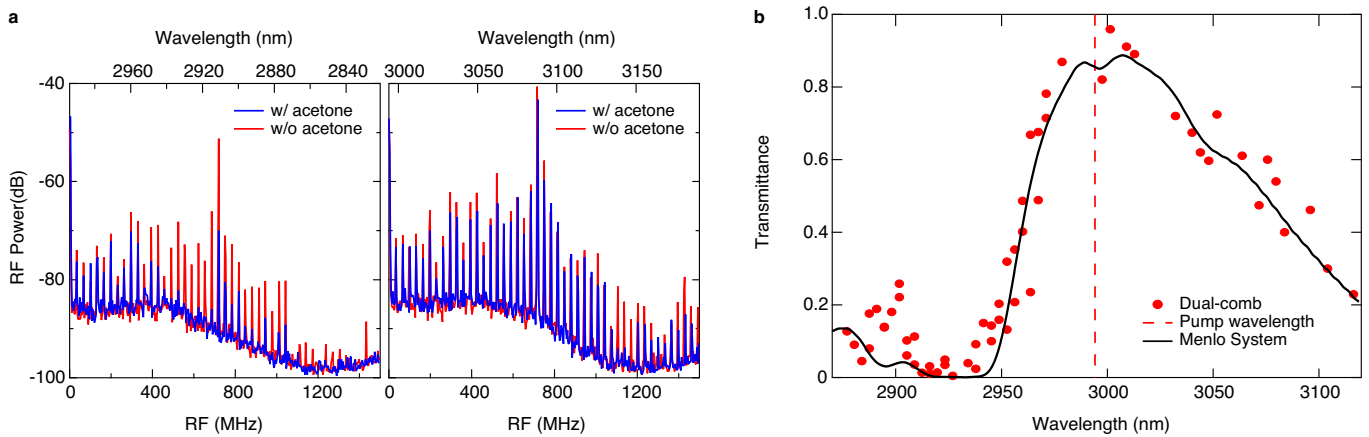 a
Wavelength (nm)
2960 2920 2880 2840
-40
-60
-80
-100
RF Power(dB)
w/ acetone
w/o acetone
0 400 800 1200
RF (MHz)
Wavelength (nm)
3000 3050 3100 3150
w/ acetone
w/o acetone
0 400 800 1200
RF (MHz)
b
1.0
0.8
0.6
0.4
0.2
0
Transmittance
Dual-comb
Pump wavelength
Menlo System
2900 2950 3000 3050 3100
Wavelength (nm)